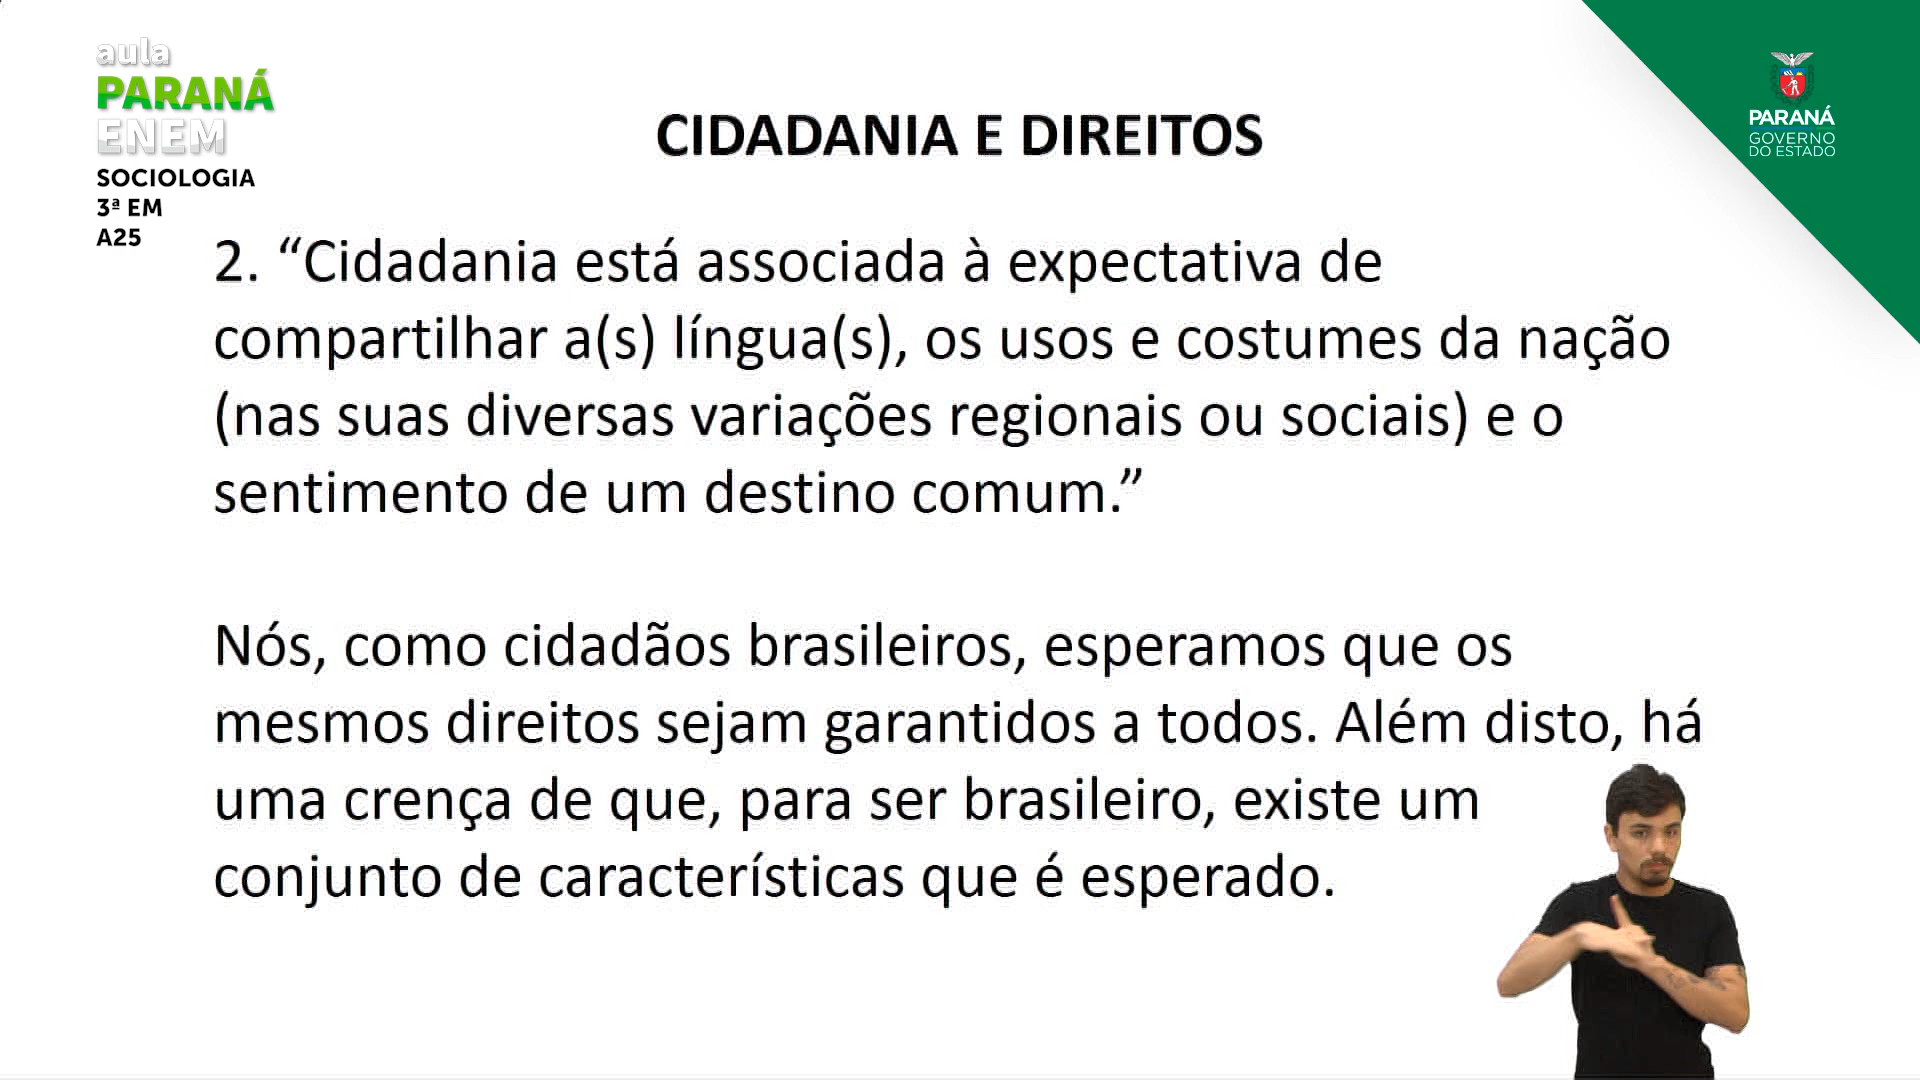 aula
PARANÁ
ENEM
SOCIOLOGIA
3ª EM
A25
PARANÁ
GOVERNO
DO ESTADO
CIDADANIA E DIREITOS
2. “Cidadania está associada à expectativa de
compartilhar a(s) língua(s), os usos e costumes da nação
(nas suas diversas variações regionais ou sociais) e o
sentimento de um destino comum.”
Nós, como cidadãos brasileiros, esperamos que os
mesmos direitos sejam garantidos a todos. Além disto, há
uma crença de que, para ser brasileiro, existe um
conjunto de características que é esperado.